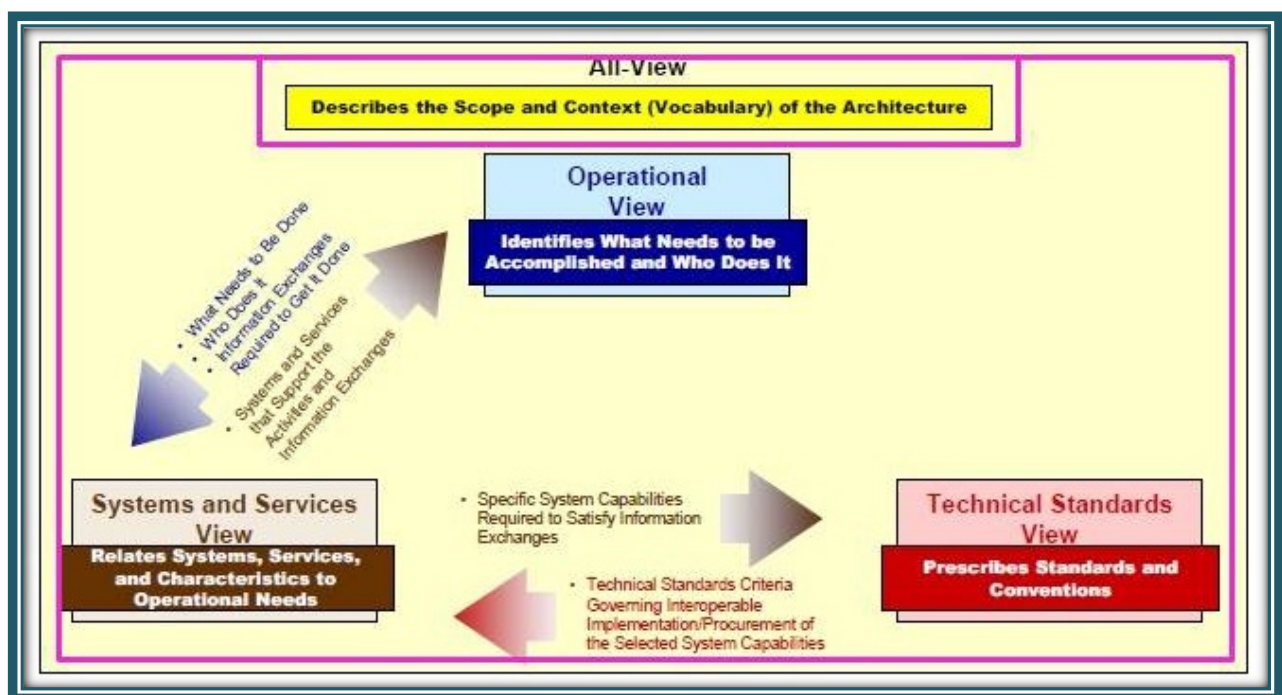 All-View
Describes the Scope and Context (Vocabulary) of the Architecture
Operational
View
Identifies What Needs to be
Accomplished and Who Does It
• What Needs to Be Done
• Who Does It
• Information Exchanges
Required to Get It Done
• Systems and Services
that Support the
Activities and
Information Exchanges
Systems and Services
View
Relates Systems, Services,
and Characteristics to
Operational Needs
• Specific System Capabilities
Required to Satisfy Information
Exchanges
• Technical Standards Criteria
Governing Interoperable
Implementation/Procurement of
the Selected System Capabilities
Technical Standards
View
Prescribes Standards and
Conventions